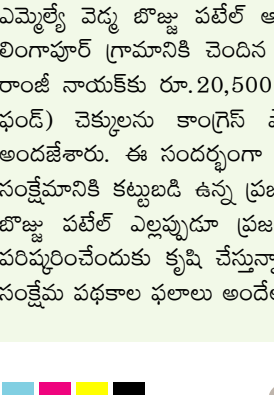 ఎమ్మెల్యే వెడ్మ బొజ్జు పటేల్ ఆ
లింగాపూర్ గ్రామానికి చెందిన
రాంజీ నాయక్‌కు రూ.20,500
ఫండ్) చెక్కులను కాంగ్రెస్ పా
అందజేశారు. ఈ సందర్భంగా
సంక్షేమానికి కట్టుబడి ఉన్న ప్రజ
బొజ్జు పటేల్ ఎల్లప్పుడూ ప్రజ
పరిష్కరించేందుకు కృషి చేస్తున్నా
సంక్షేమ పథకాల ఫలాలు అందేల